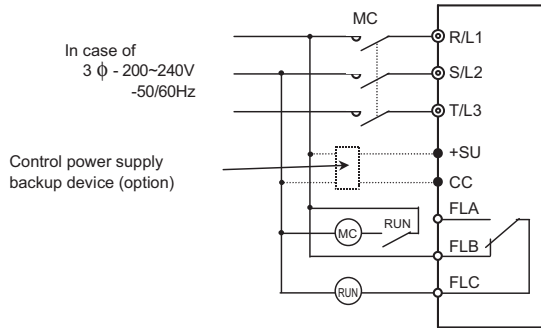 MC
In case of
3 ϕ - 200~240V
-50/60Hz
R/L1
S/L2
T/L3
Control power supply
backup device (option)
+SU
CC
FLA
MC
RUN
FLB
RUN
FLC